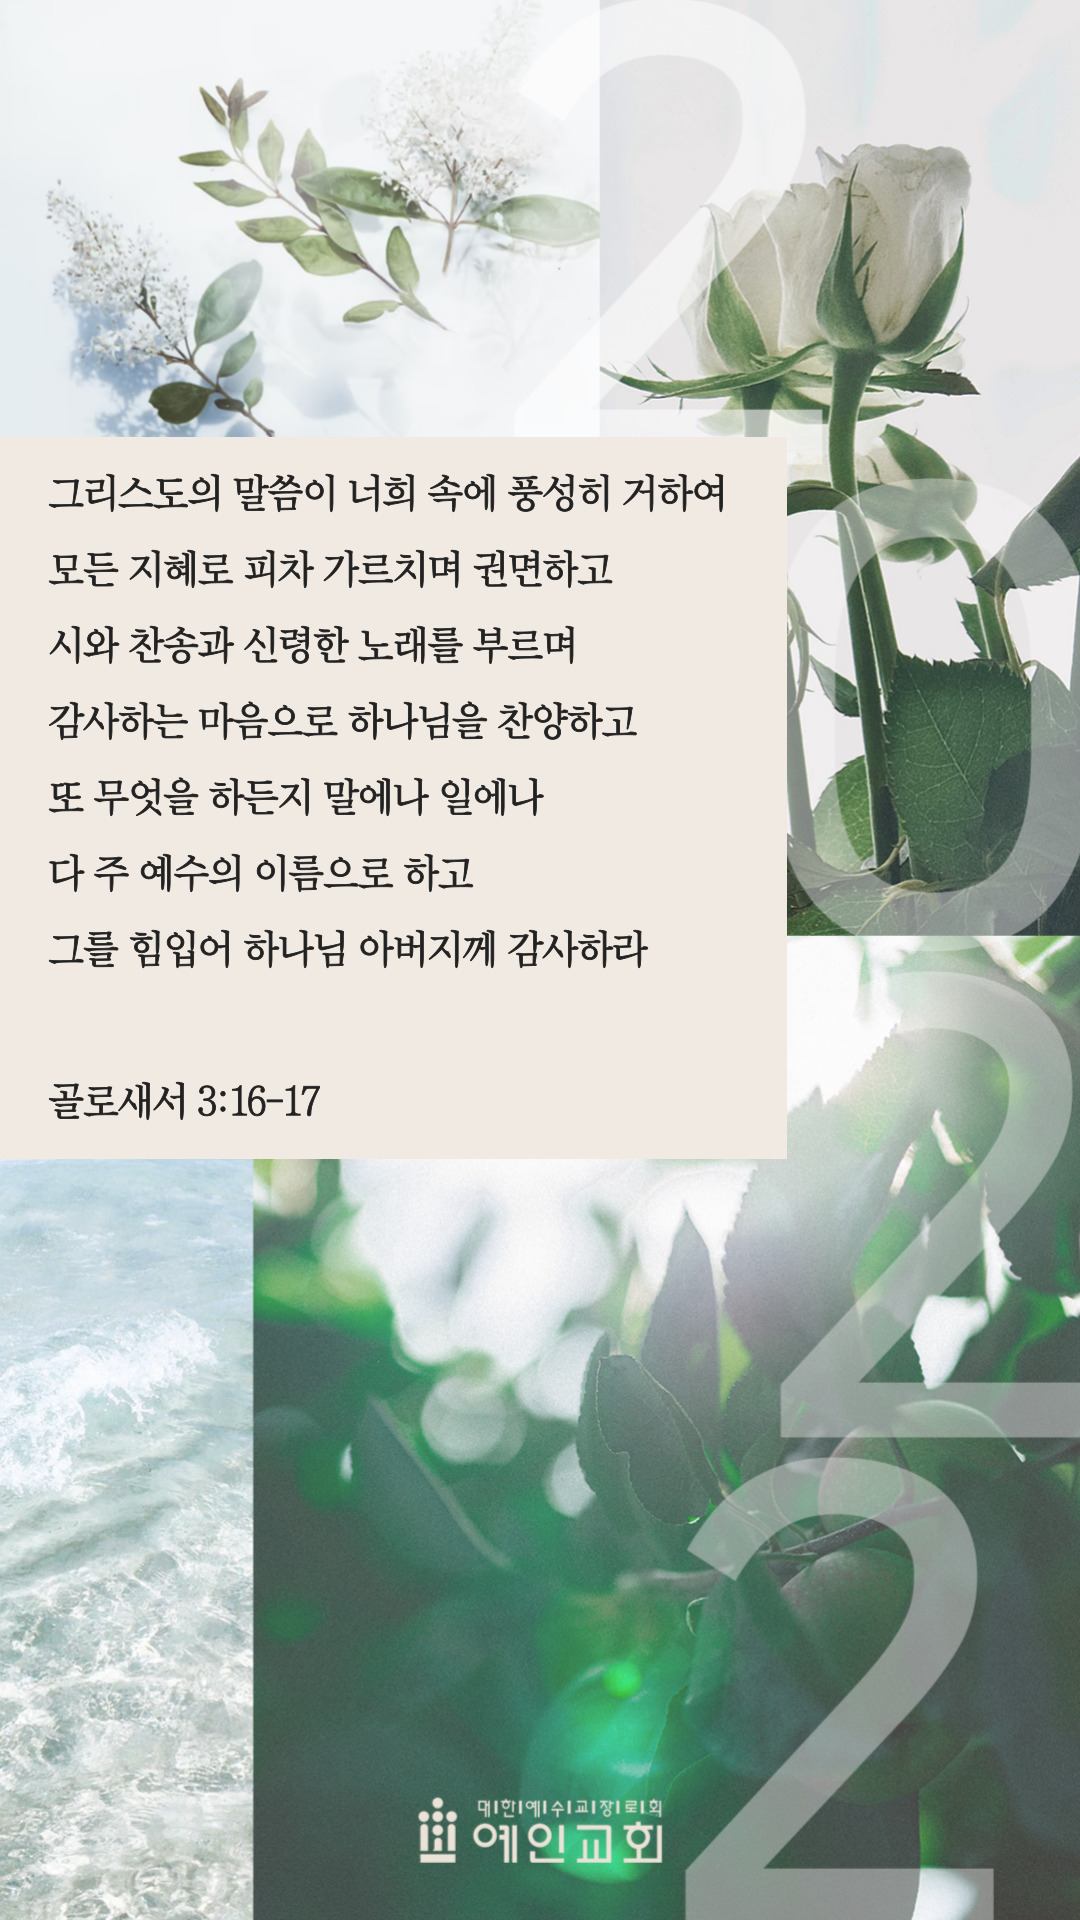 2
0
2
2
그리스도의 말씀이 너희 속에 풍성히 거하여
모든 지혜로 피차 가르치며 권면하고
시와 찬송과 신령한 노래를 부르며
감사하는 마음으로 하나님을 찬양하고
또 무엇을 하든지 말에나 일에나
다 주 예수의 이름으로 하고
그를 힘입어 하나님 아버지께 감사하라
골로새서 3:16-17
대한예수교장로회
예인교회